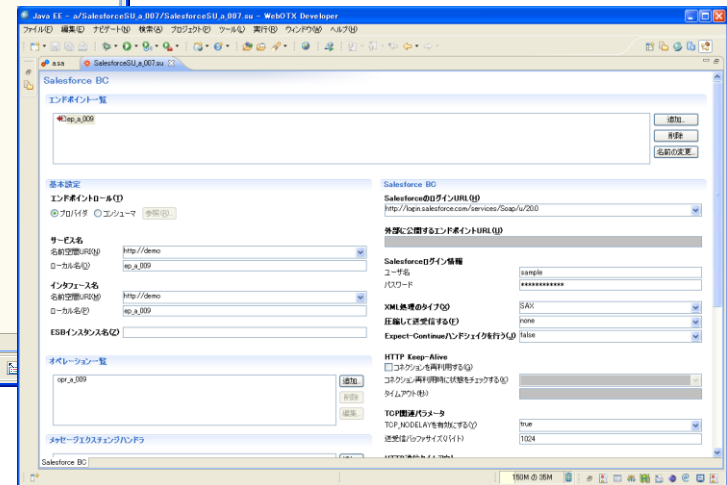 Java EE - a/SalesforceSU_a_007/SalesforceSU_a_007.su - WebOTX Developer
ファイル(F) 編集(E) ナビゲート(N) 検索(A) プロジェクト(P) ツール(L) 実行(R) ウィンドウ(W) ヘルプ(H)
asa SalesforceSU_a_007.su
Salesforce BC
エンドポイント一覧
ep_a_009
追加...
削除
名前の変更...
基本設定
エンドポイントロール(T)
プロバイダ コンシューマ 参照(R)...
サービス名
名前空間URI(N) http://demo
ローカル名(O) ep_a_009
インタフェース名
名前空間URI(M) http://demo
ローカル名(P) ep_a_009
ESBインスタンス名(Z)
オペレーション一覧
opr_a_009
追加...
削除
編集...
メッセージエクスチェンジハンドラ
Salesforce BC
SalesforceのログインURL(H)
http://login.salesforce.com/services/Soap/u/20.0
外部に公開するエンドポイントURL(U)
Salesforceログイン情報
ユーザ名 sample
パスワード ************
XML処理のタイプ(X) SAX
圧縮して送受信する(F) none
Expect-Continueハンドシェイクを行う(J) false
HTTP Keep-Alive
コネクションを再利用する(G)
コネクション再利用時に状態をチェックする(K)
タイムアウト(秒)
TCP関連パラメータ
TCP_NODELAYを有効にする(Y) true
送受信バッファサイズ(バイト) 1024
Salesforce BC